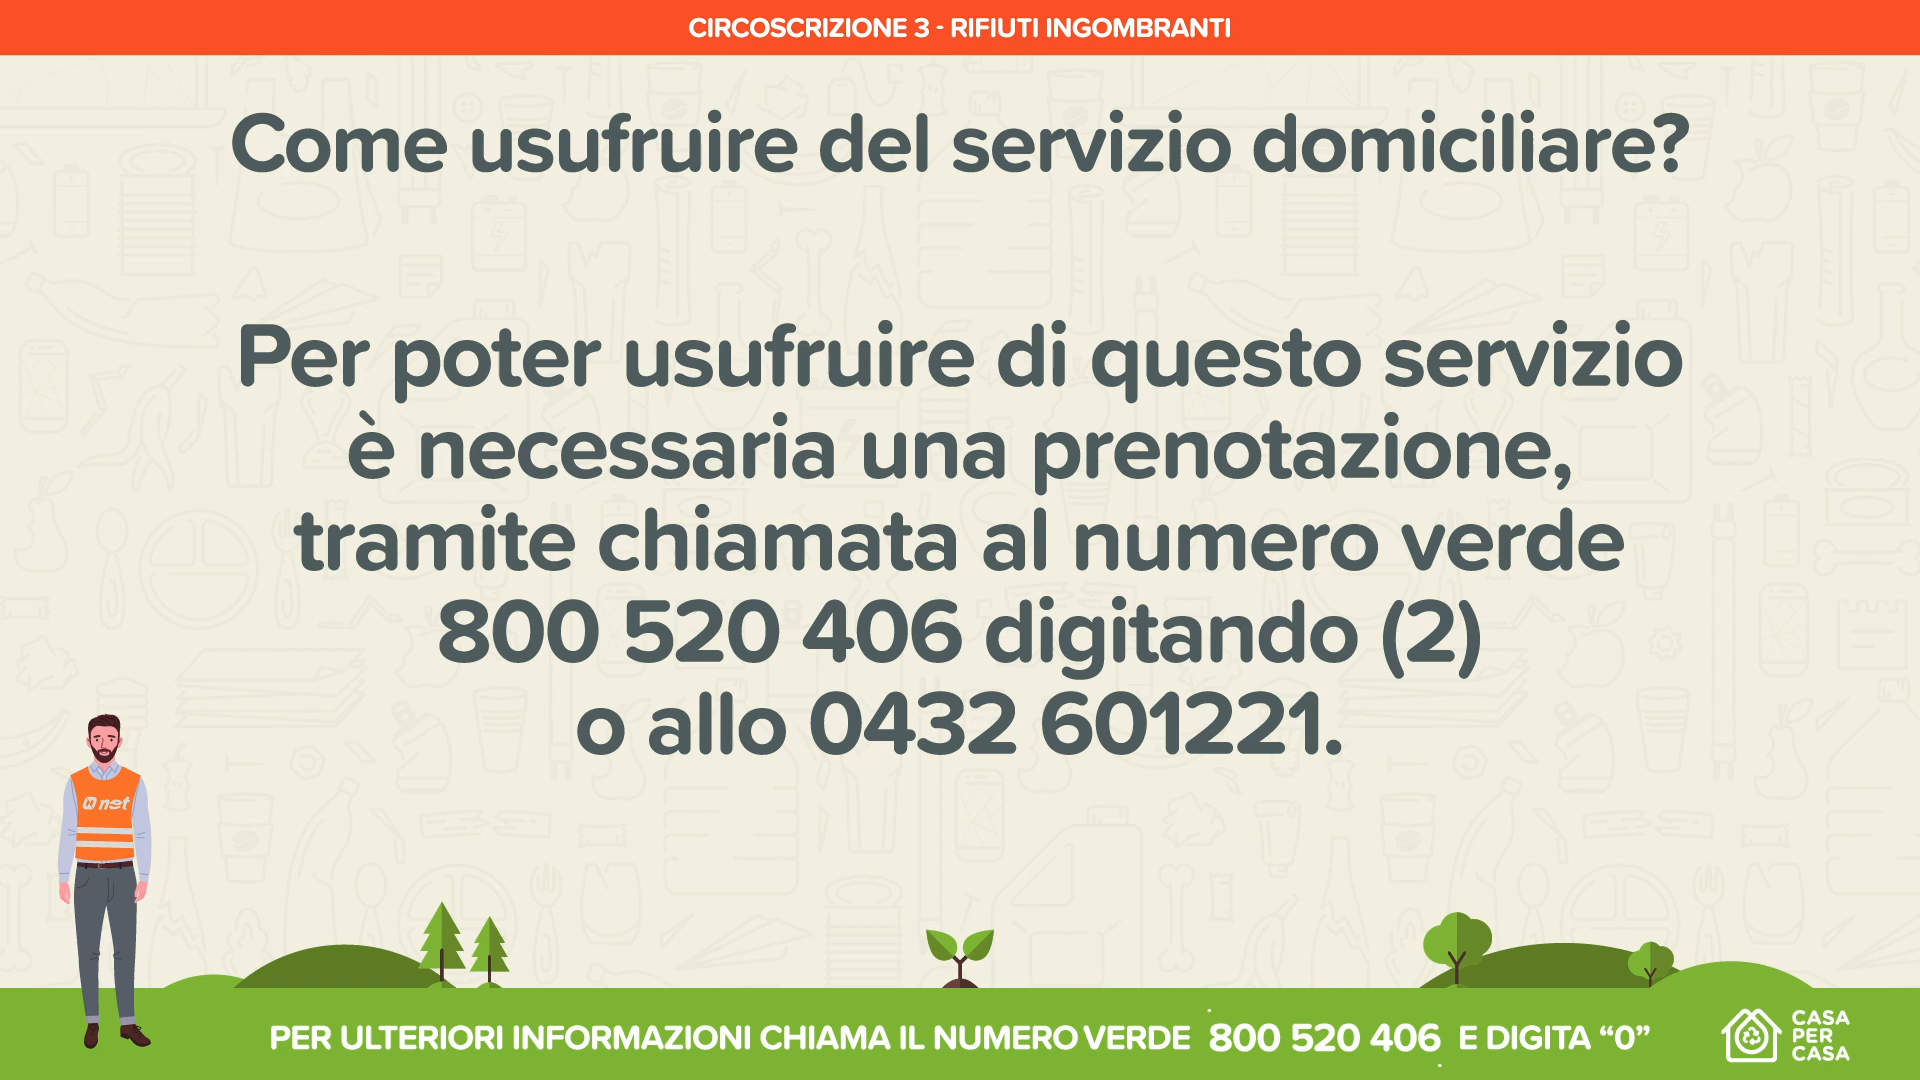 CIRCOSCRIZIONE 3 - RIFIUTI INGOMBRANTI
Come usufruire del servizio domiciliare?
Per poter usufruire di questo servizio
è necessaria una prenotazione,
tramite chiamata al numero verde
800 520 406 digitando (2)
o allo 0432 601221.
net
PER ULTERIORI INFORMAZIONI CHIAMA IL NUMERO VERDE 800 520 406 E DIGITA “0”
CASA
PER
CASA